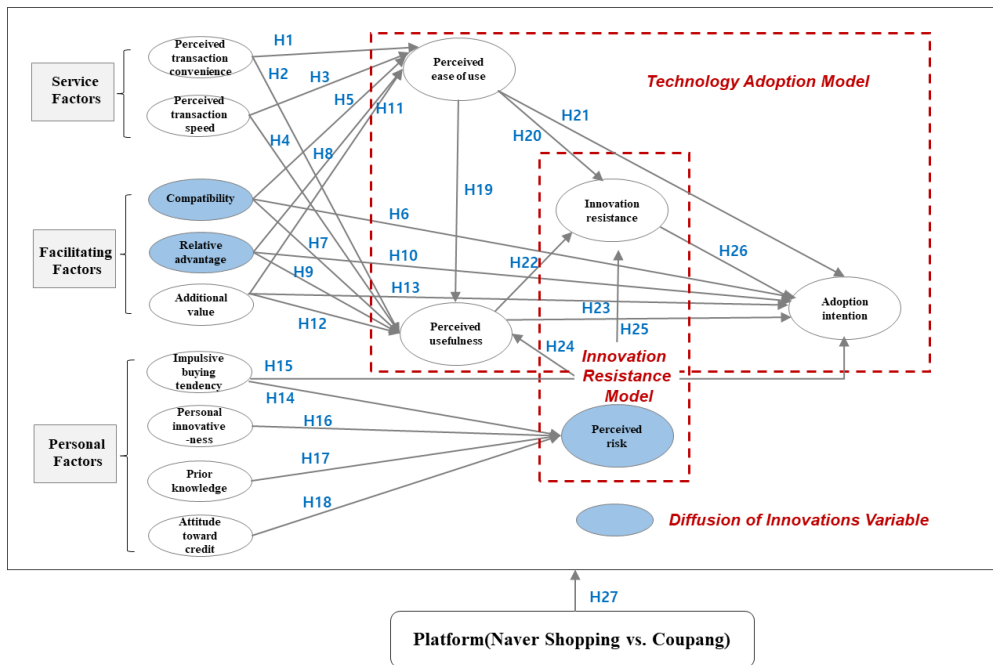 Service
Factors
Perceived
transaction
convenience
Perceived
transaction
speed
Facilitating
Factors
Compatibility
Relative
advantage
Additional
value
Personal
Factors
Impulsive
buying
tendency
Personal
innovative
-ness
Prior
knowledge
Attitude
toward
credit
H1
H2
H3
H4
H5
H11
H8
H6
H7
H9
H10
H13
H12
H15
H14
H16
H17
H18
Perceived
ease of use
Technology Adoption Model
H21
H20
H19
Innovation
resistance
H22
H26
H23
H25
H24
Perceived
usefulness
Adoption
intention
Innovation
Resistance
Model
Perceived
risk
Diffusion of Innovations Variable
H27
Platform(Naver Shopping vs. Coupang)